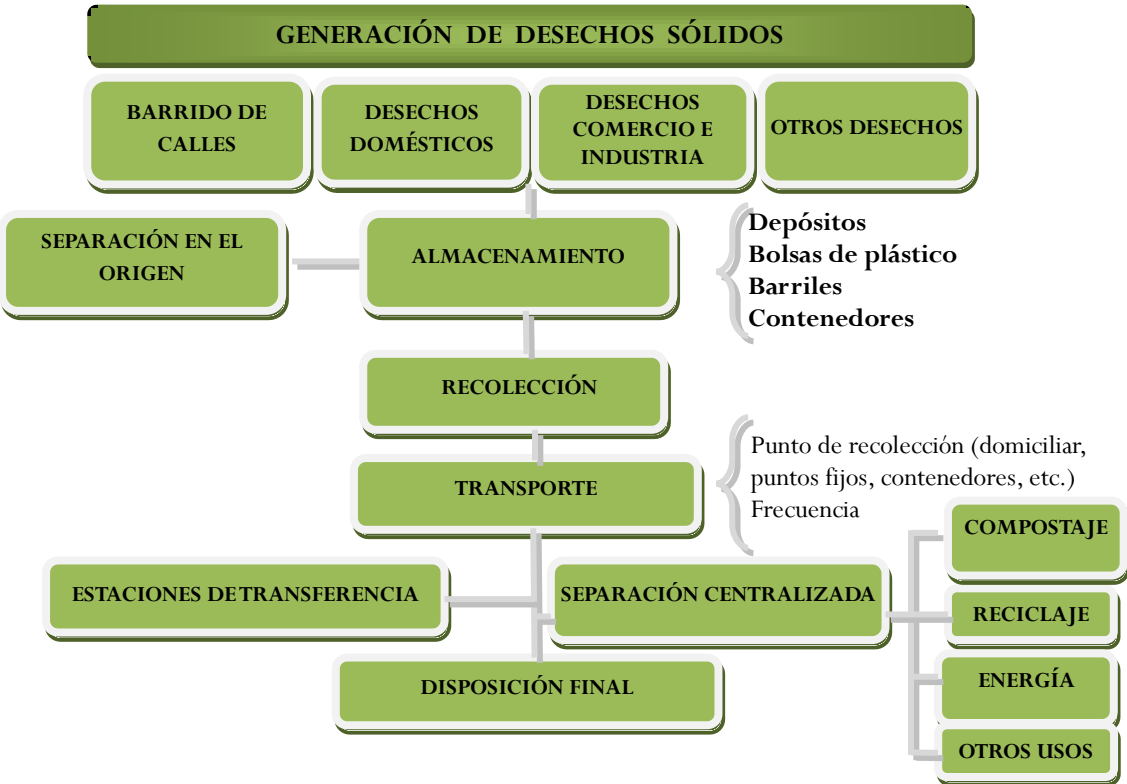 GENERACIÓN DE DESECHOS SÓLIDOS
BARRIDO DE
CALLES
DESECHOS
DOMÉSTICOS
DESECHOS
COMERCIO E
INDUSTRIA
OTROS DESECHOS
SEPARACIÓN EN EL
ORIGEN
ALMACENAMIENTO
Depósitos
Bolsas de plástico
Barriles
Contenedores
RECOLECCIÓN
TRANSPORTE
Punto de recolección (domiciliar,
puntos fijos, contenedores, etc.)
Frecuencia
ESTACIONES DE TRANSFERENCIA
SEPARACIÓN CENTRALIZADA
COMPOSTAJE
RECICLAJE
ENERGÍA
OTROS USOS
DISPOSICIÓN FINAL